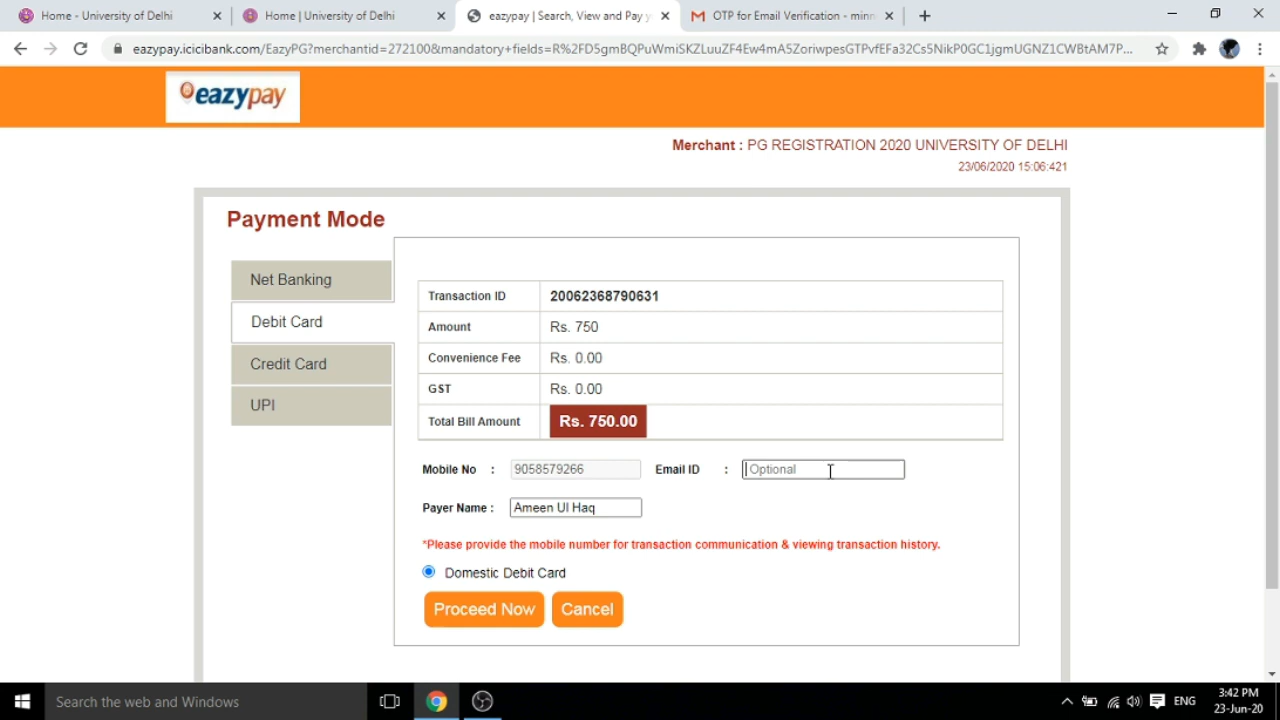 Home - University of Delhi
Home | University of Delhi
eazypay | Search, View and Pay
OTP for Email Verification - minn
eazypay.icicibank.com/EazyPG?merchantid=272100&mandatory+fields=R%2FD5gmBQPuWmiSKZLuuZF4Ew4mA5ZoriwpesGTPvfEFa32Cs5NikP0GC1jgmUGNZ1CWBtAM7P...
eazypay
Merchant : PG REGISTRATION 2020 UNIVERSITY OF DELHI
23/06/2020 15:06:421
Payment Mode
Net Banking
Debit Card
Credit Card
UPI
Transaction ID 20062368790631
Amount Rs. 750
Convenience Fee Rs. 0.00
GST Rs. 0.00
Total Bill Amount Rs. 750.00
Mobile No : 9058579266 Email ID : Optional
Payer Name : Ameen Ul Haq
*Please provide the mobile number for transaction communication & viewing transaction history.
Domestic Debit Card
Proceed Now Cancel
Search the web and Windows
ENG
3:42 PM
23-Jun-20